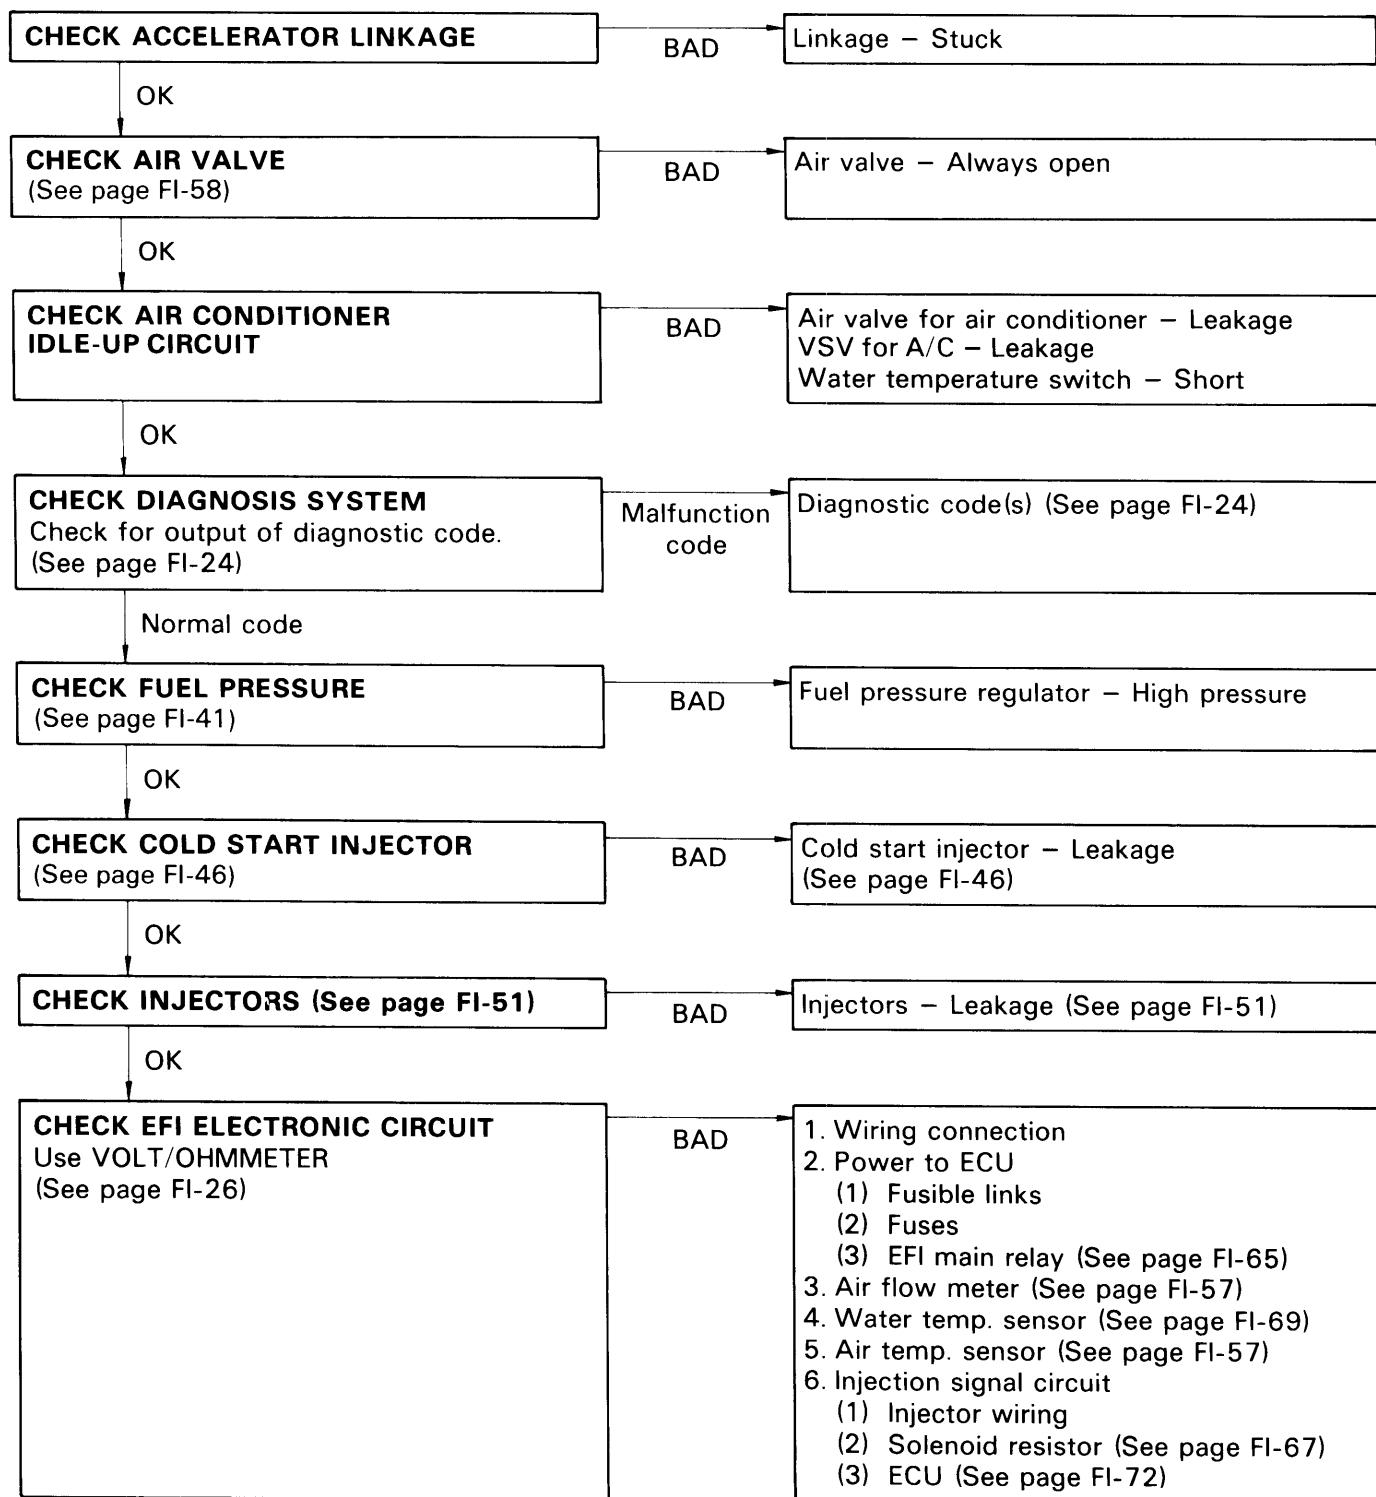 CHECK ACCELERATOR LINKAGE
BAD
Linkage – Stuck
OK
CHECK AIR VALVE
(See page FI-58)
BAD
Air valve – Always open
OK
CHECK AIR CONDITIONER
IDLE-UP CIRCUIT
BAD
Air valve for air conditioner – Leakage
VSV for A/C – Leakage
Water temperature switch – Short
OK
CHECK DIAGNOSIS SYSTEM
Check for output of diagnostic code.
(See page FI-24)
Malfunction
code
Diagnostic code(s) (See page FI-24)
Normal code
CHECK FUEL PRESSURE
(See page FI-41)
BAD
Fuel pressure regulator – High pressure
OK
CHECK COLD START INJECTOR
(See page FI-46)
BAD
Cold start injector – Leakage
(See page FI-46)
OK
CHECK INJECTORS (See page FI-51)
BAD
Injectors – Leakage (See page FI-51)
OK
CHECK EFI ELECTRONIC CIRCUIT
Use VOLT/OHMMETER
(See page FI-26)
BAD
1. Wiring connection
2. Power to ECU
(1) Fusible links
(2) Fuses
(3) EFI main relay (See page FI-65)
3. Air flow meter (See page FI-57)
4. Water temp. sensor (See page FI-69)
5. Air temp. sensor (See page FI-57)
6. Injection signal circuit
(1) Injector wiring
(2) Solenoid resistor (See page FI-67)
(3) ECU (See page FI-72)